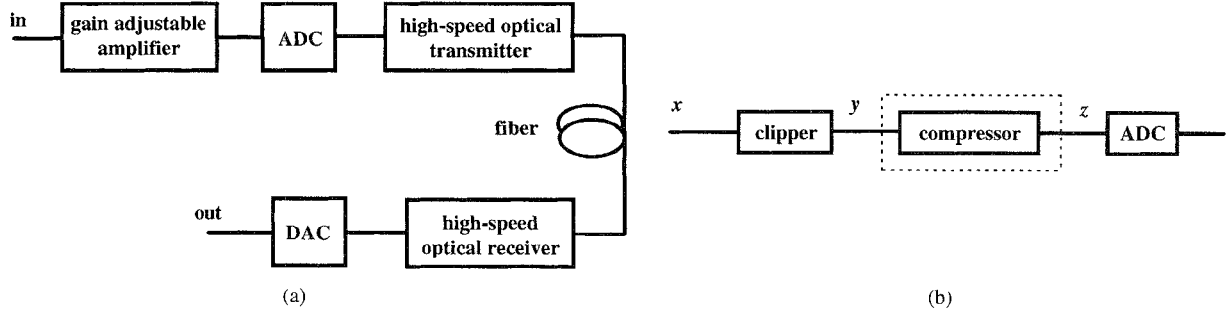 in
gain adjustable
amplifier
ADC
high-speed optical
transmitter
fiber
out
DAC
high-speed
optical receiver
(a)
x
clipper
y
compressor
z
ADC
(b)